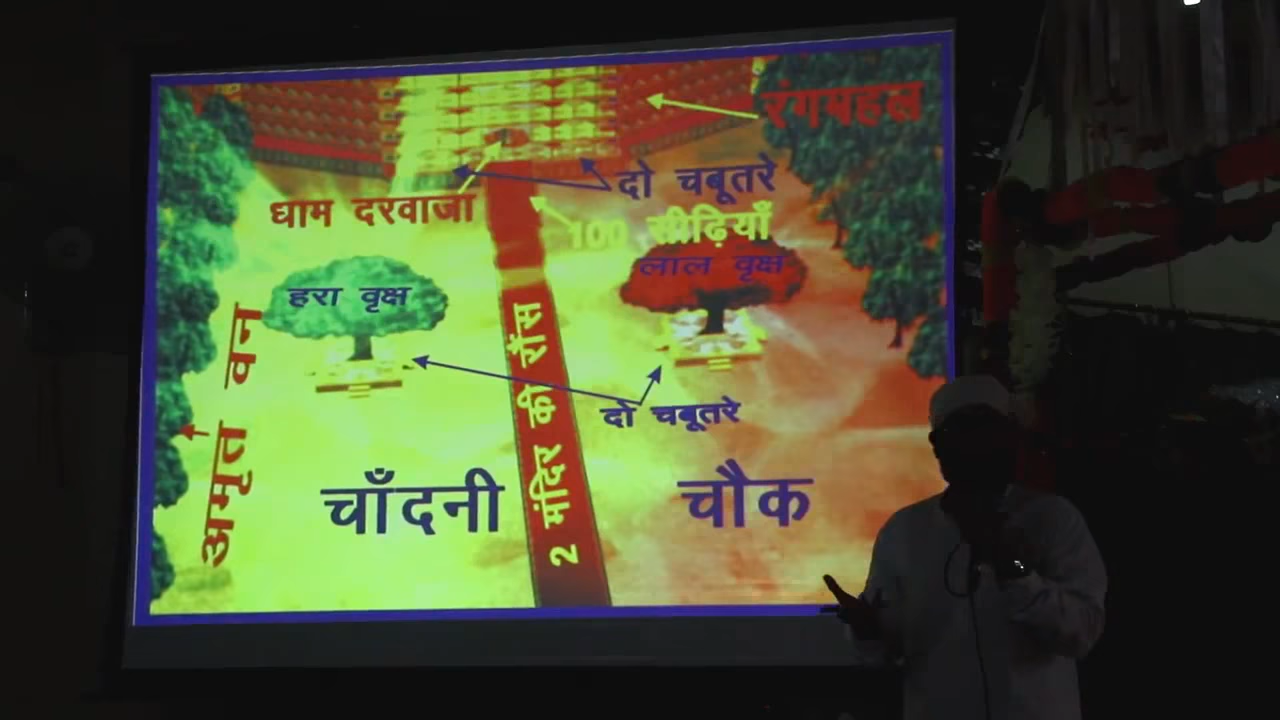 रंगमहल
दो चबूतरे
धाम दरवाजा
100 सीढ़ियाँ
लाल वृक्ष
हरा वृक्ष
अमृत वन
2 मंदिर की रौंस
दो चबूतरे
चाँदनी चौक